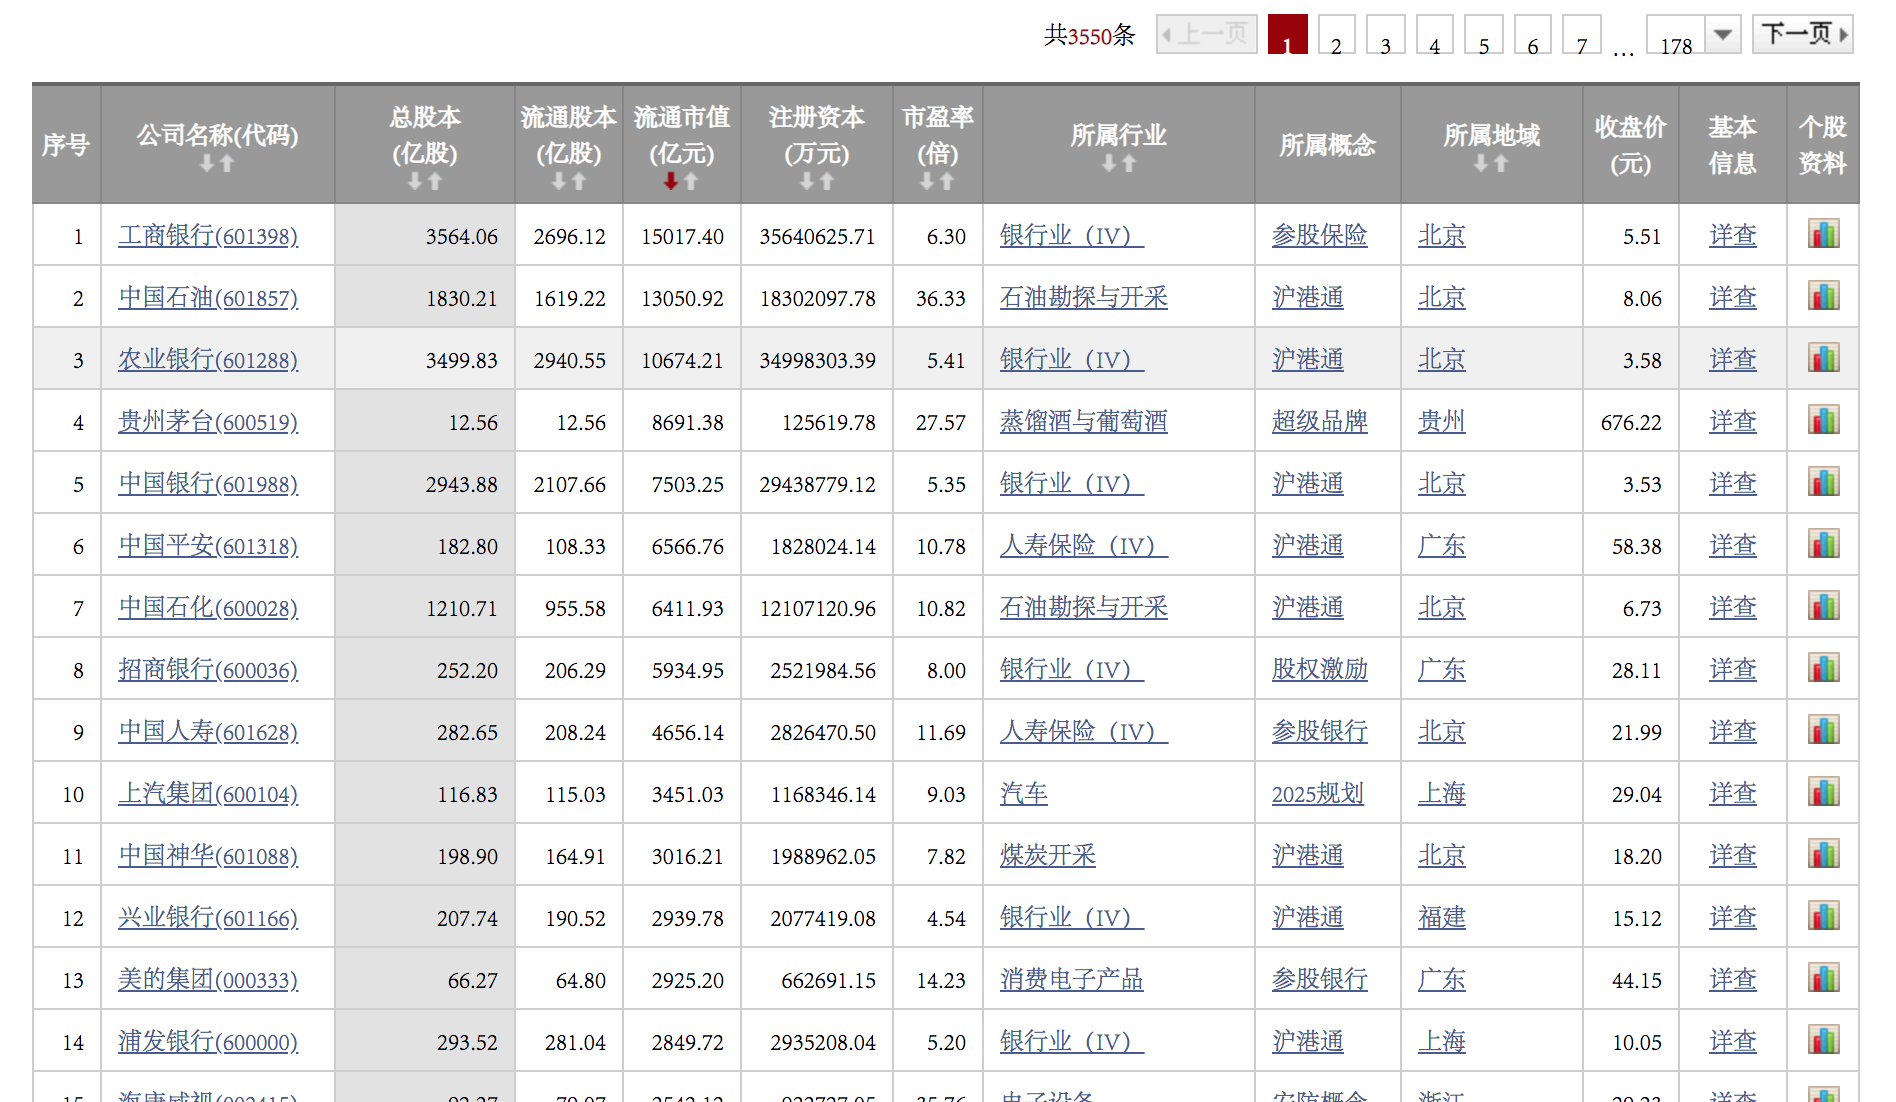 共3550条 上一页 1 2 3 4 5 6 7 ... 178 下一页
序号 公司名称(代码) 总股本(亿股) 流通股本(亿股) 流通市值(亿元) 注册资本(万元) 市盈率(倍) 所属行业 所属概念 所属地域 收盘价(元) 基本信息 个股资料
1 工商银行(601398) 3564.06 2696.12 15017.40 35640625.71 6.30 银行业（IV） 参股保险 北京 5.51 详查
2 中国石油(601857) 1830.21 1619.22 13050.92 18302097.78 36.33 石油勘探与开采 沪港通 北京 8.06 详查
3 农业银行(601288) 3499.83 2940.55 10674.21 34998303.39 5.41 银行业（IV） 沪港通 北京 3.58 详查
4 贵州茅台(600519) 12.56 12.56 8691.38 125619.78 27.57 蒸馏酒与葡萄酒 超级品牌 贵州 676.22 详查
5 中国银行(601988) 2943.88 2107.66 7503.25 29438779.12 5.35 银行业（IV） 沪港通 北京 3.53 详查
6 中国平安(601318) 182.80 108.33 6566.76 1828024.14 10.78 人寿保险（IV） 沪港通 广东 58.38 详查
7 中国石化(600028) 1210.71 955.58 6411.93 12107120.96 10.82 石油勘探与开采 沪港通 北京 6.73 详查
8 招商银行(600036) 252.20 206.29 5934.95 2521984.56 8.00 银行业（IV） 股权激励 广东 28.11 详查
9 中国人寿(601628) 282.65 208.24 4656.14 2826470.50 11.69 人寿保险（IV） 参股银行 北京 21.99 详查
10 上汽集团(600104) 116.83 115.03 3451.03 1168346.14 9.03 汽车 2025规划 上海 29.04 详查
11 中国神华(601088) 198.90 164.91 3016.21 1988962.05 7.82 煤炭开采 沪港通 北京 18.20 详查
12 兴业银行(601166) 207.74 190.52 2939.78 2077419.08 4.54 银行业（IV） 沪港通 福建 15.12 详查
13 美的集团(000333) 66.27 64.80 2925.20 662691.15 14.23 消费电子产品 参股银行 广东 44.15 详查
14 浦发银行(600000) 293.52 281.04 2849.72 2935208.04 5.20 银行业（IV） 沪港通 上海 10.05 详查
15 海康威视(002415) 电子设备 安防概念 浙江 详查